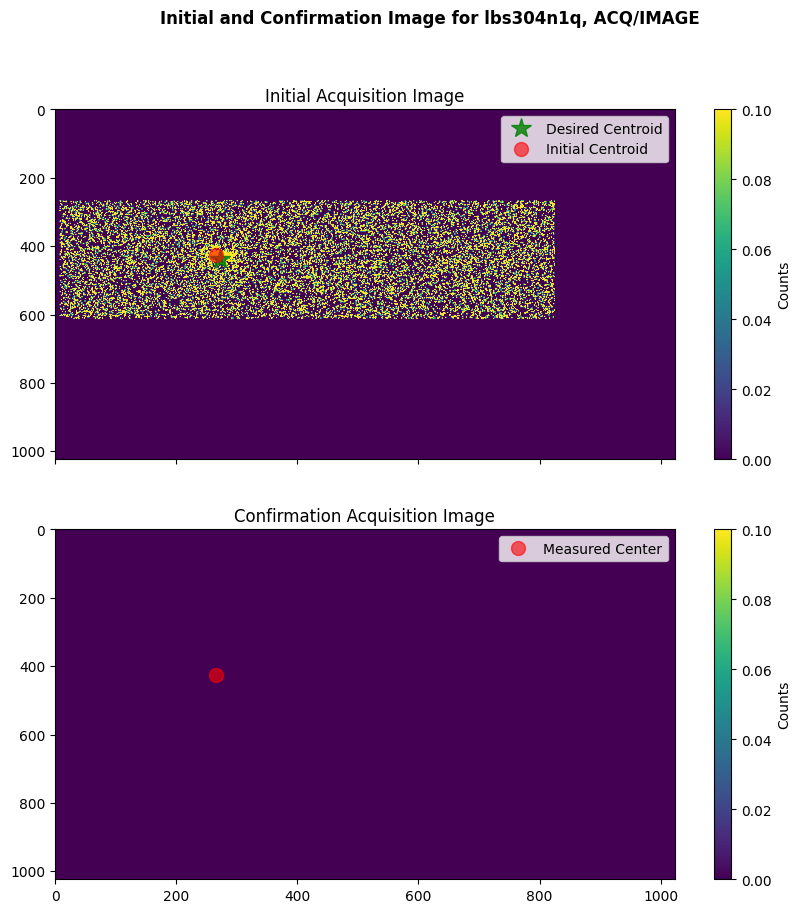 Initial and Confirmation Image for lbs304n1q, ACQ/IMAGE
Initial Acquisition Image
Desired Centroid
Initial Centroid
0
200
400
600
800
1000
0.10
0.08
0.06
0.04
0.02
0.00
Counts
Confirmation Acquisition Image
Measured Center
0
200
400
600
800
1000
0 200 400 600 800 1000
0.10
0.08
0.06
0.04
0.02
0.00
Counts